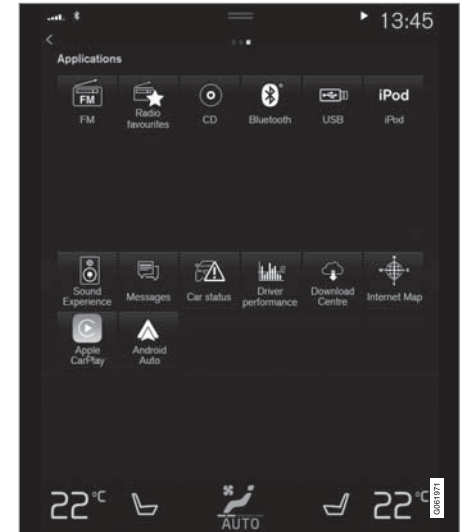 13:45
Applications
FM
iPod
FM
Radio
favourites
CD
Bluetooth
USB
iPod
Sound
Experience
Messages
Car status
Driver
performance
Download
Centre
Internet Map
Apple
CarPlay
Android
Auto
22°C
AUTO
22°C
G061971